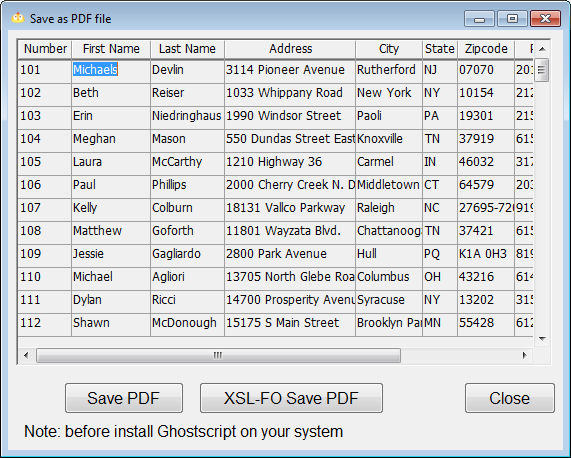 Save as PDF file
Number First Name Last Name Address City State Zipcode
101 Michaels Devlin 3114 Pioneer Avenue Rutherford NJ 07070 201
102 Beth Reiser 1033 Whippany Road New York NY 10154 212
103 Erin Niedringhaus 1990 Windsor Street Paoli PA 19301 215
104 Meghan Mason 550 Dundas Street East Knoxville TN 37919 615
105 Laura McCarthy 1210 Highway 36 Carmel IN 46032 317
106 Paul Phillips 2000 Cherry Creek N. D Middletown CT 64579 203
107 Kelly Colburn 18131 Vallco Parkway Raleigh NC 27695-720 919
108 Matthew Goforth 11801 Wayzata Blvd. Chattanooga TN 37421 615
109 Jessie Gagliardo 2800 Park Avenue Hull PQ K1A 0H3 819
110 Michael Agliori 13705 North Glebe Roa Columbus OH 43216 614
111 Dylan Ricci 14700 Prosperity Avenu Syracuse NY 13202 315
112 Shawn McDonough 15175 S Main Street Brooklyn Par MN 55428 612
Save PDF XSL-FO Save PDF Close
Note: before install Ghostscript on your system